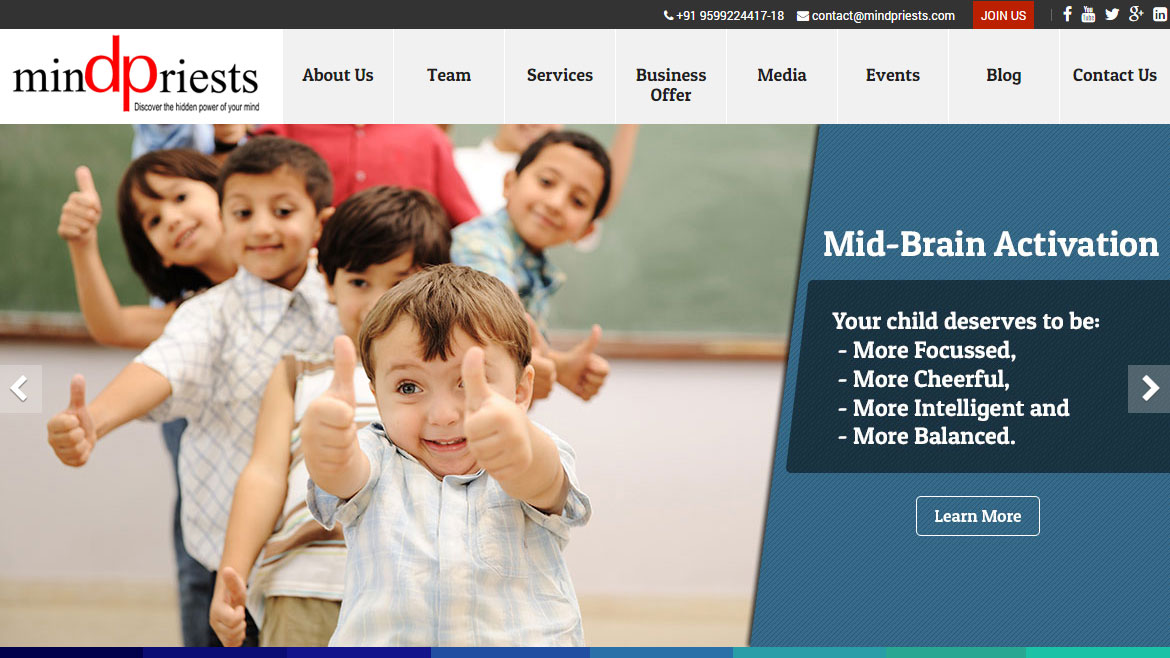 +91 9599224417-18 contact@mindpriests.com JOIN US
mindpriests
Discover the hidden power of your mind
About Us Team Services Business Offer Media Events Blog Contact Us
Mid-Brain Activation
Your child deserves to be:
- More Focussed,
- More Cheerful,
- More Intelligent and
- More Balanced.
Learn More